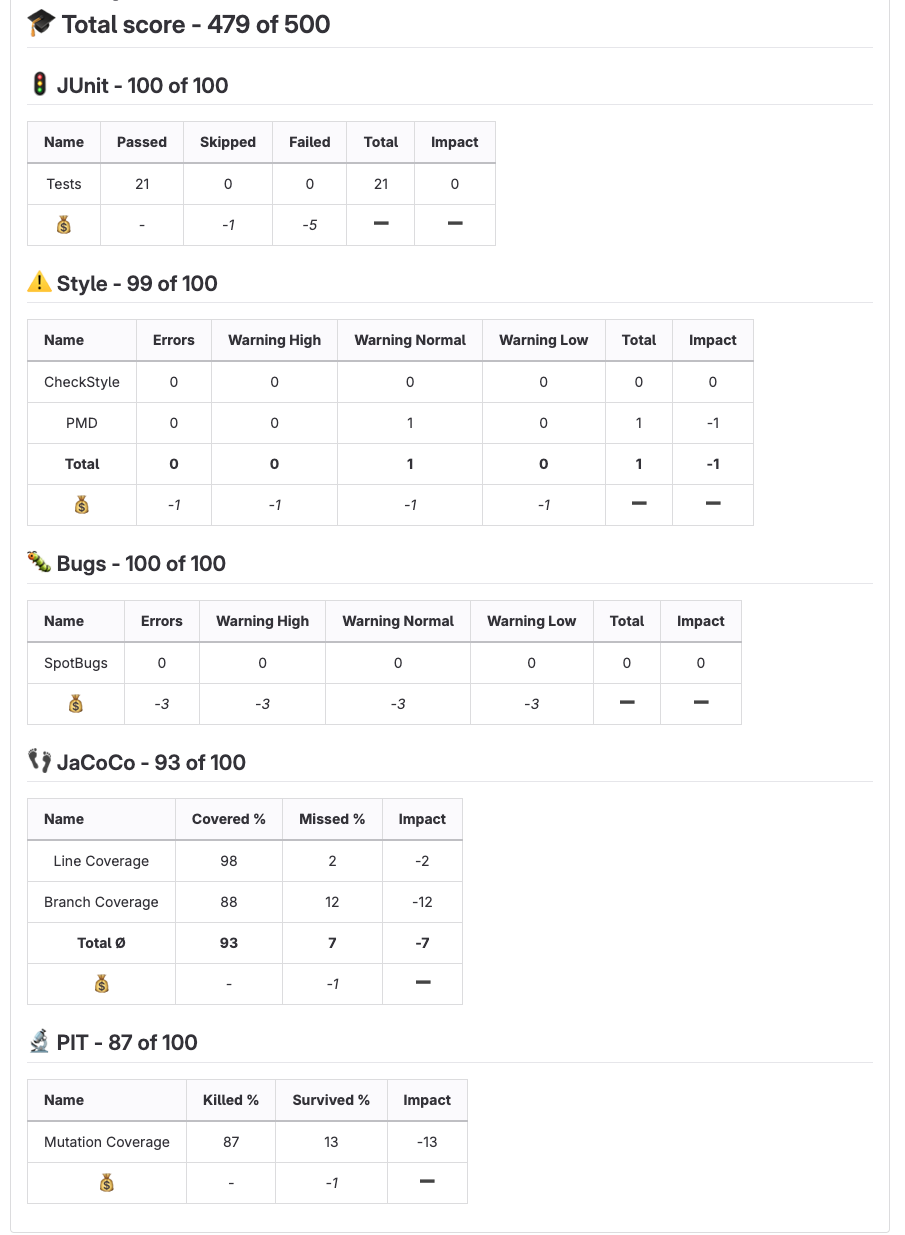 🎓 Total score - 479 of 500
🚦 JUnit - 100 of 100
Name Passed Skipped Failed Total Impact
Tests 21 0 0 21 0
💰 - -1 -5 ➖ ➖
⚠️ Style - 99 of 100
Name Errors Warning High Warning Normal Warning Low Total Impact
CheckStyle 0 0 0 0 0 0
PMD 0 0 1 0 1 -1
Total 0 0 1 0 1 -1
💰 -1 -1 -1 -1 ➖ ➖
🐛 Bugs - 100 of 100
Name Errors Warning High Warning Normal Warning Low Total Impact
SpotBugs 0 0 0 0 0 0
💰 -3 -3 -3 -3 ➖ ➖
👣 JaCoCo - 93 of 100
Name Covered % Missed % Impact
Line Coverage 98 2 -2
Branch Coverage 88 12 -12
Total Ø 93 7 -7
💰 - -1 ➖
🔬 PIT - 87 of 100
Name Killed % Survived % Impact
Mutation Coverage 87 13 -13
💰 - -1 ➖